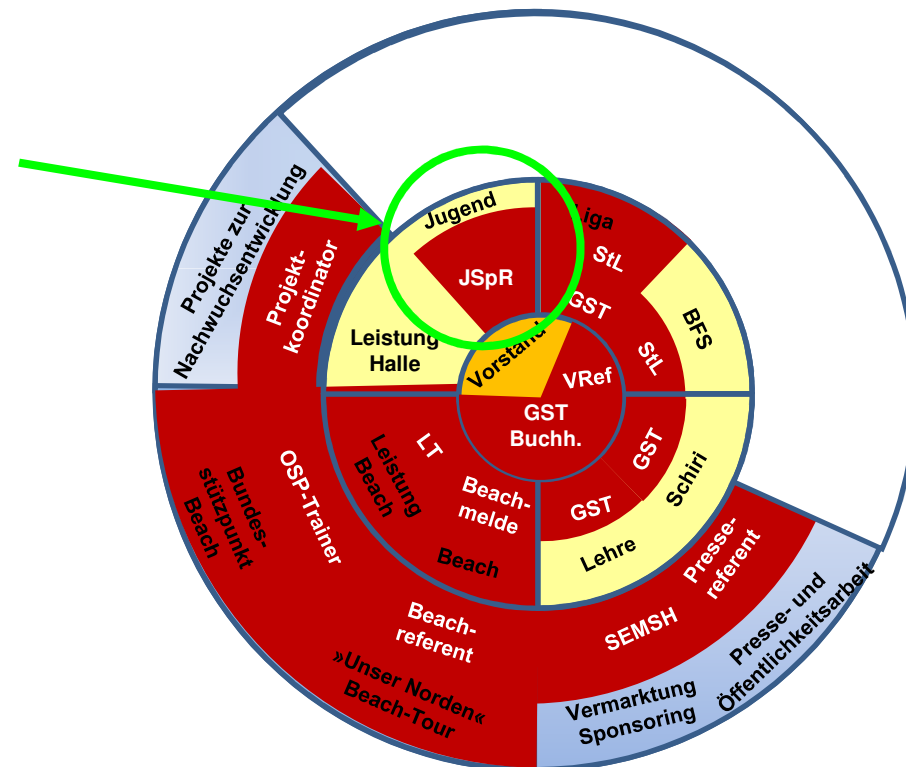 Projekte zur
Nachwuchsentwicklung
Projekt-
koordinator
Jugend
JSpR
Leistung
Halle
Liga
StL
GST
StL
BFS
Vorstand
VRef
GST
Buchh.
GST
Schiri
GST
Lehre
LT
Leistung
Beach
Beach-
melde
Beach
OSP-Trainer
Bundes-
stützpunkt
Beach
Beach-
referent
»Unser Norden«
Beach-Tour
SEMSH
Presse-
referent
Presse- und
Öffentlichkeitsarbeit
Vermarktung
Sponsoring